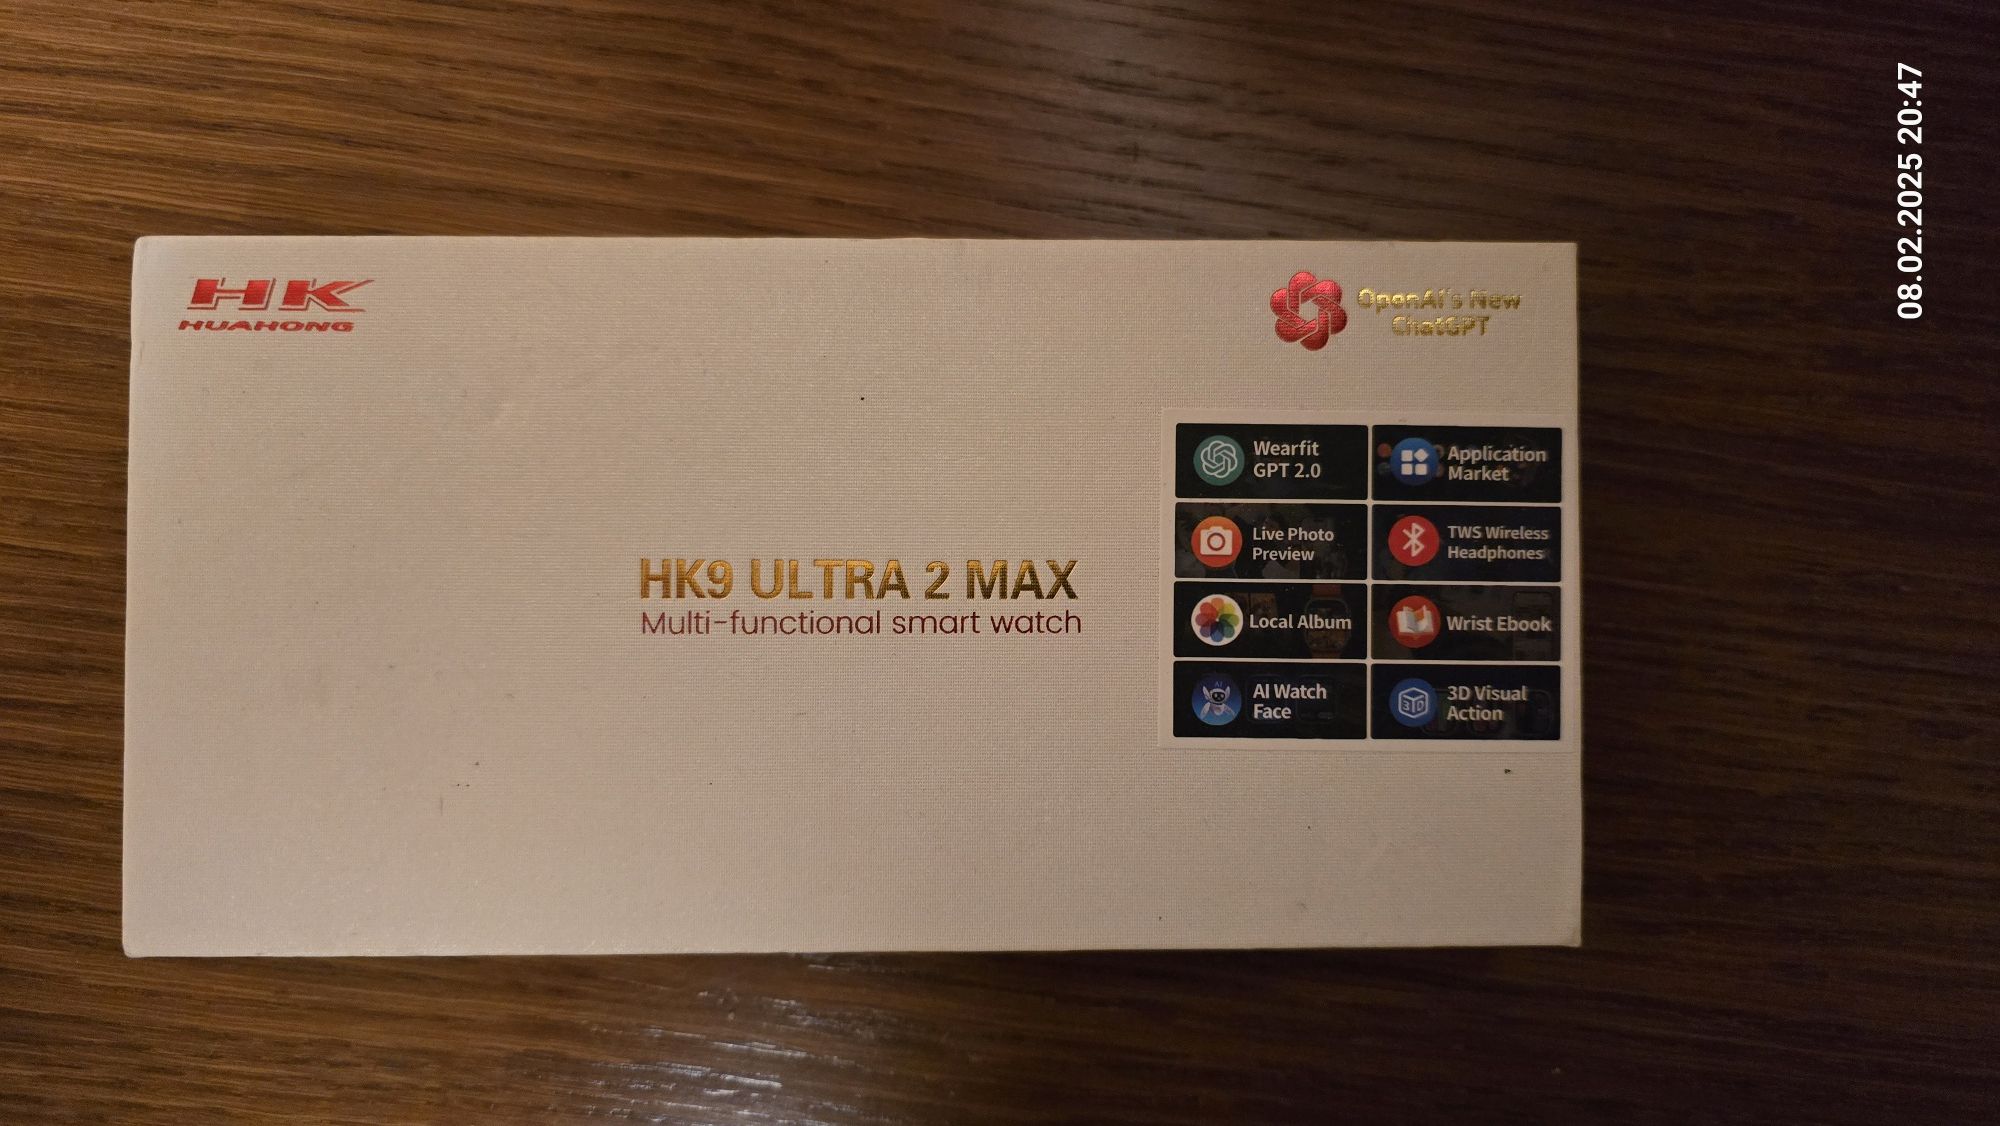 HK
HUAHONG
OpenAI's New
ChatGPT
HK9 ULTRA 2 MAX
Multi-functional smart watch
Wearfit
GPT 2.0
Application
Market
Live Photo
Preview
TWS Wireless
Headphones
Local Album
Wrist Ebook
AI
AI Watch
Face
3D
3D Visual
Action
08.02.2025 20:47